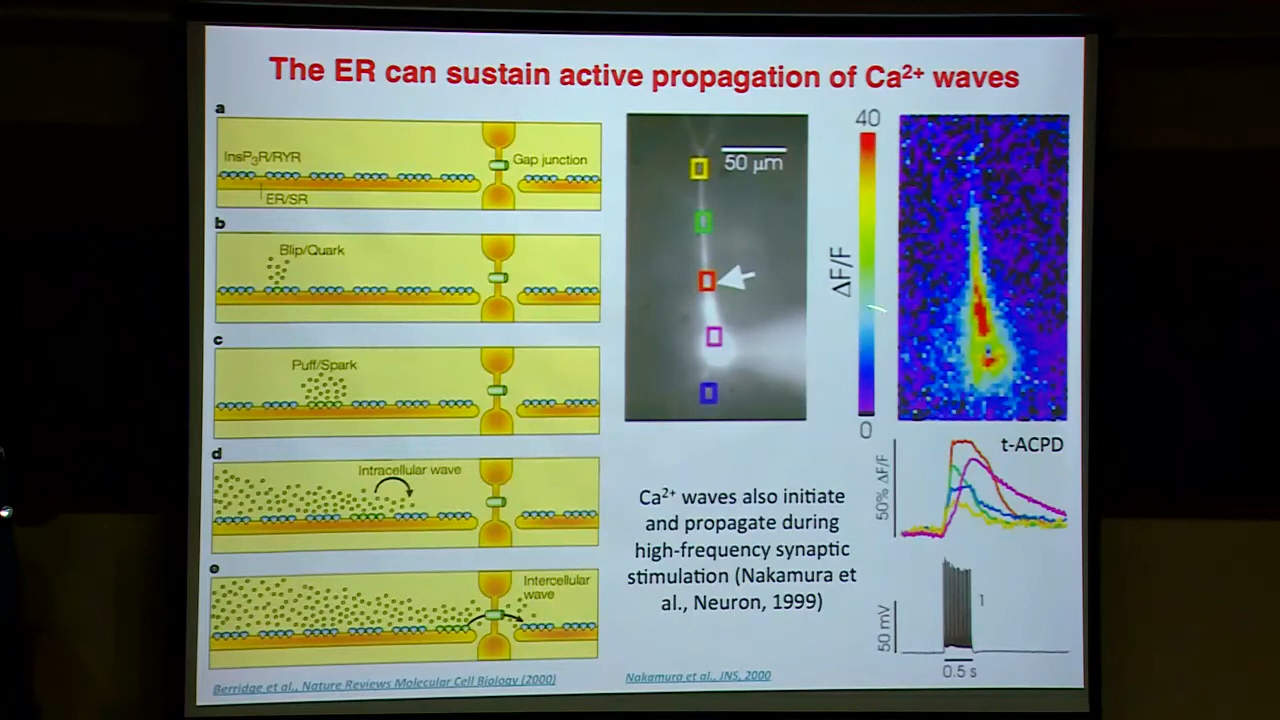 The ER can sustain active propagation of Ca²⁺ waves
a
InsP₃R/RYR
Gap junction
ER/SR
b
Blip/Quark
c
Puff/Spark
d
Intracellular wave
e
Intercellular
wave
Berridge et al., Nature Reviews Molecular Cell Biology (2000)
50 µm
Ca²⁺ waves also initiate
and propagate during
high-frequency synaptic
stimulation (Nakamura et
al., Neuron, 1999)
Nakamura et al., JNS, 2000
40
ΔF/F
0
t-ACPD
50% ΔF/F
50 mV
1
0.5 s